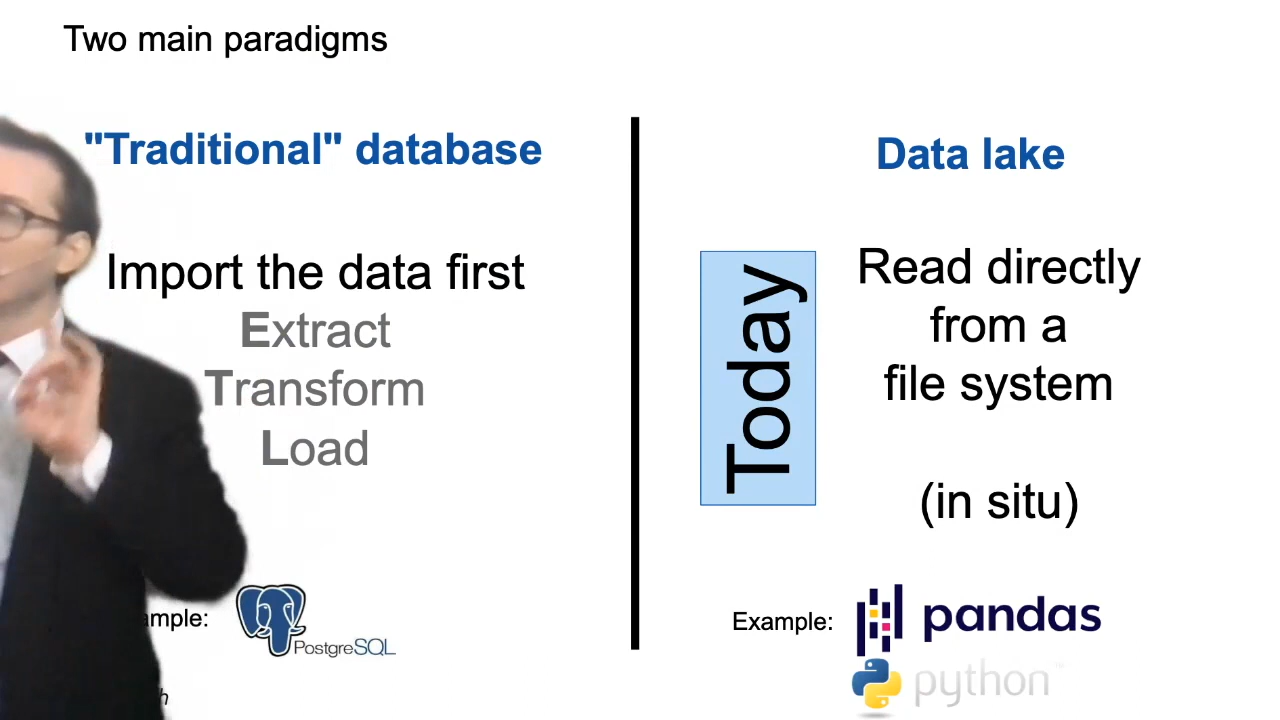 Two main paradigms
"Traditional" database
Import the data first
Extract
Transform
Load
PostgreSQL
Data lake
Today
Read directly
from a
file system
(in situ)
Example:
pandas
python